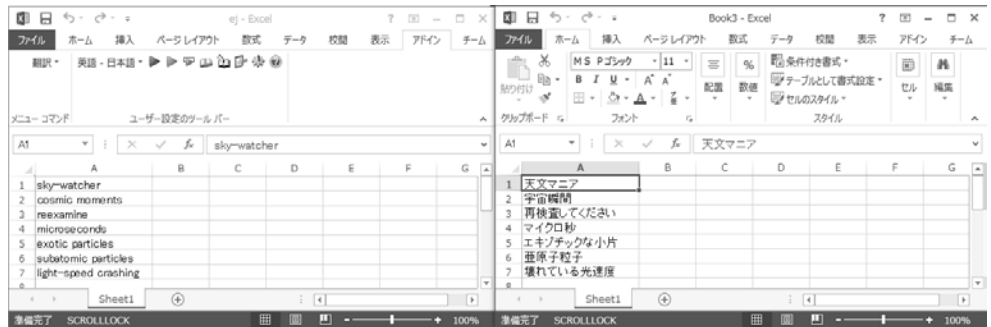 ej - Excel
ファイル ホーム 挿入 ページ レイアウト 数式 データ 校閲 表示 アドイン チーム
翻訳 英語 - 日本語
メニュー コマンド ユーザー設定のツール バー
A1 fx sky-watcher
A B C D E F G
1 sky-watcher
2 cosmic moments
3 reexamine
4 microseconds
5 exotic particles
6 subatomic particles
7 light-speed crashing
Sheet1
準備完了 SCROLLLOCK 100%
Book3 - Excel
ファイル ホーム 挿入 ページ レイアウト 数式 データ 校閲 表示 アドイン チーム
貼り付け
MS Pゴシック 11
B I U A A
配置 数値
条件付き書式
テーブルとして書式設定
セルのスタイル
セル 編集
クリップボード フォント スタイル
A1 fx 天文マニア
A B C D E F G
1 天文マニア
2 宇宙瞬間
3 再検査してください
4 マイクロ秒
5 エキゾチックな小片
6 亜原子粒子
7 壊れている光速度
Sheet1
準備完了 SCROLLLOCK 100%